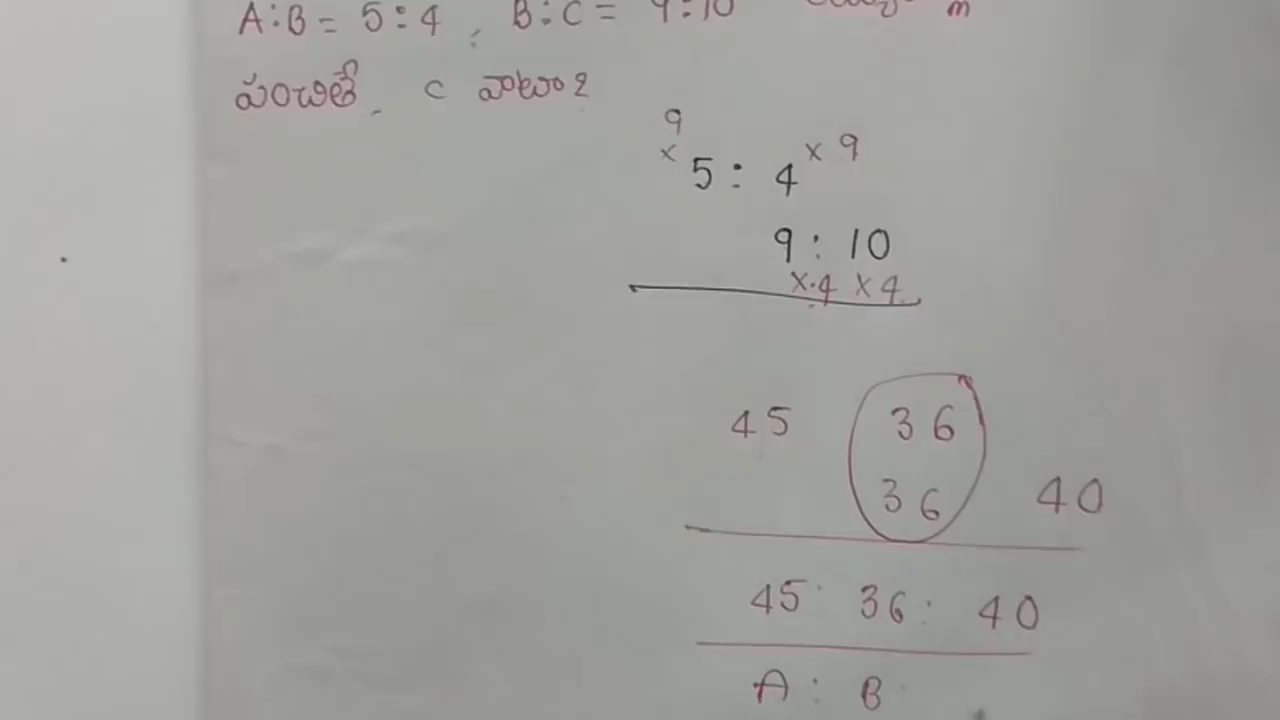 A:B = 5:4, B:C = 9:10
పంచితే, C వాటా?
9
× 5 : 4 × 9
9 : 10
×4 ×4
45 36
36 40
45 : 36 : 40
A : B